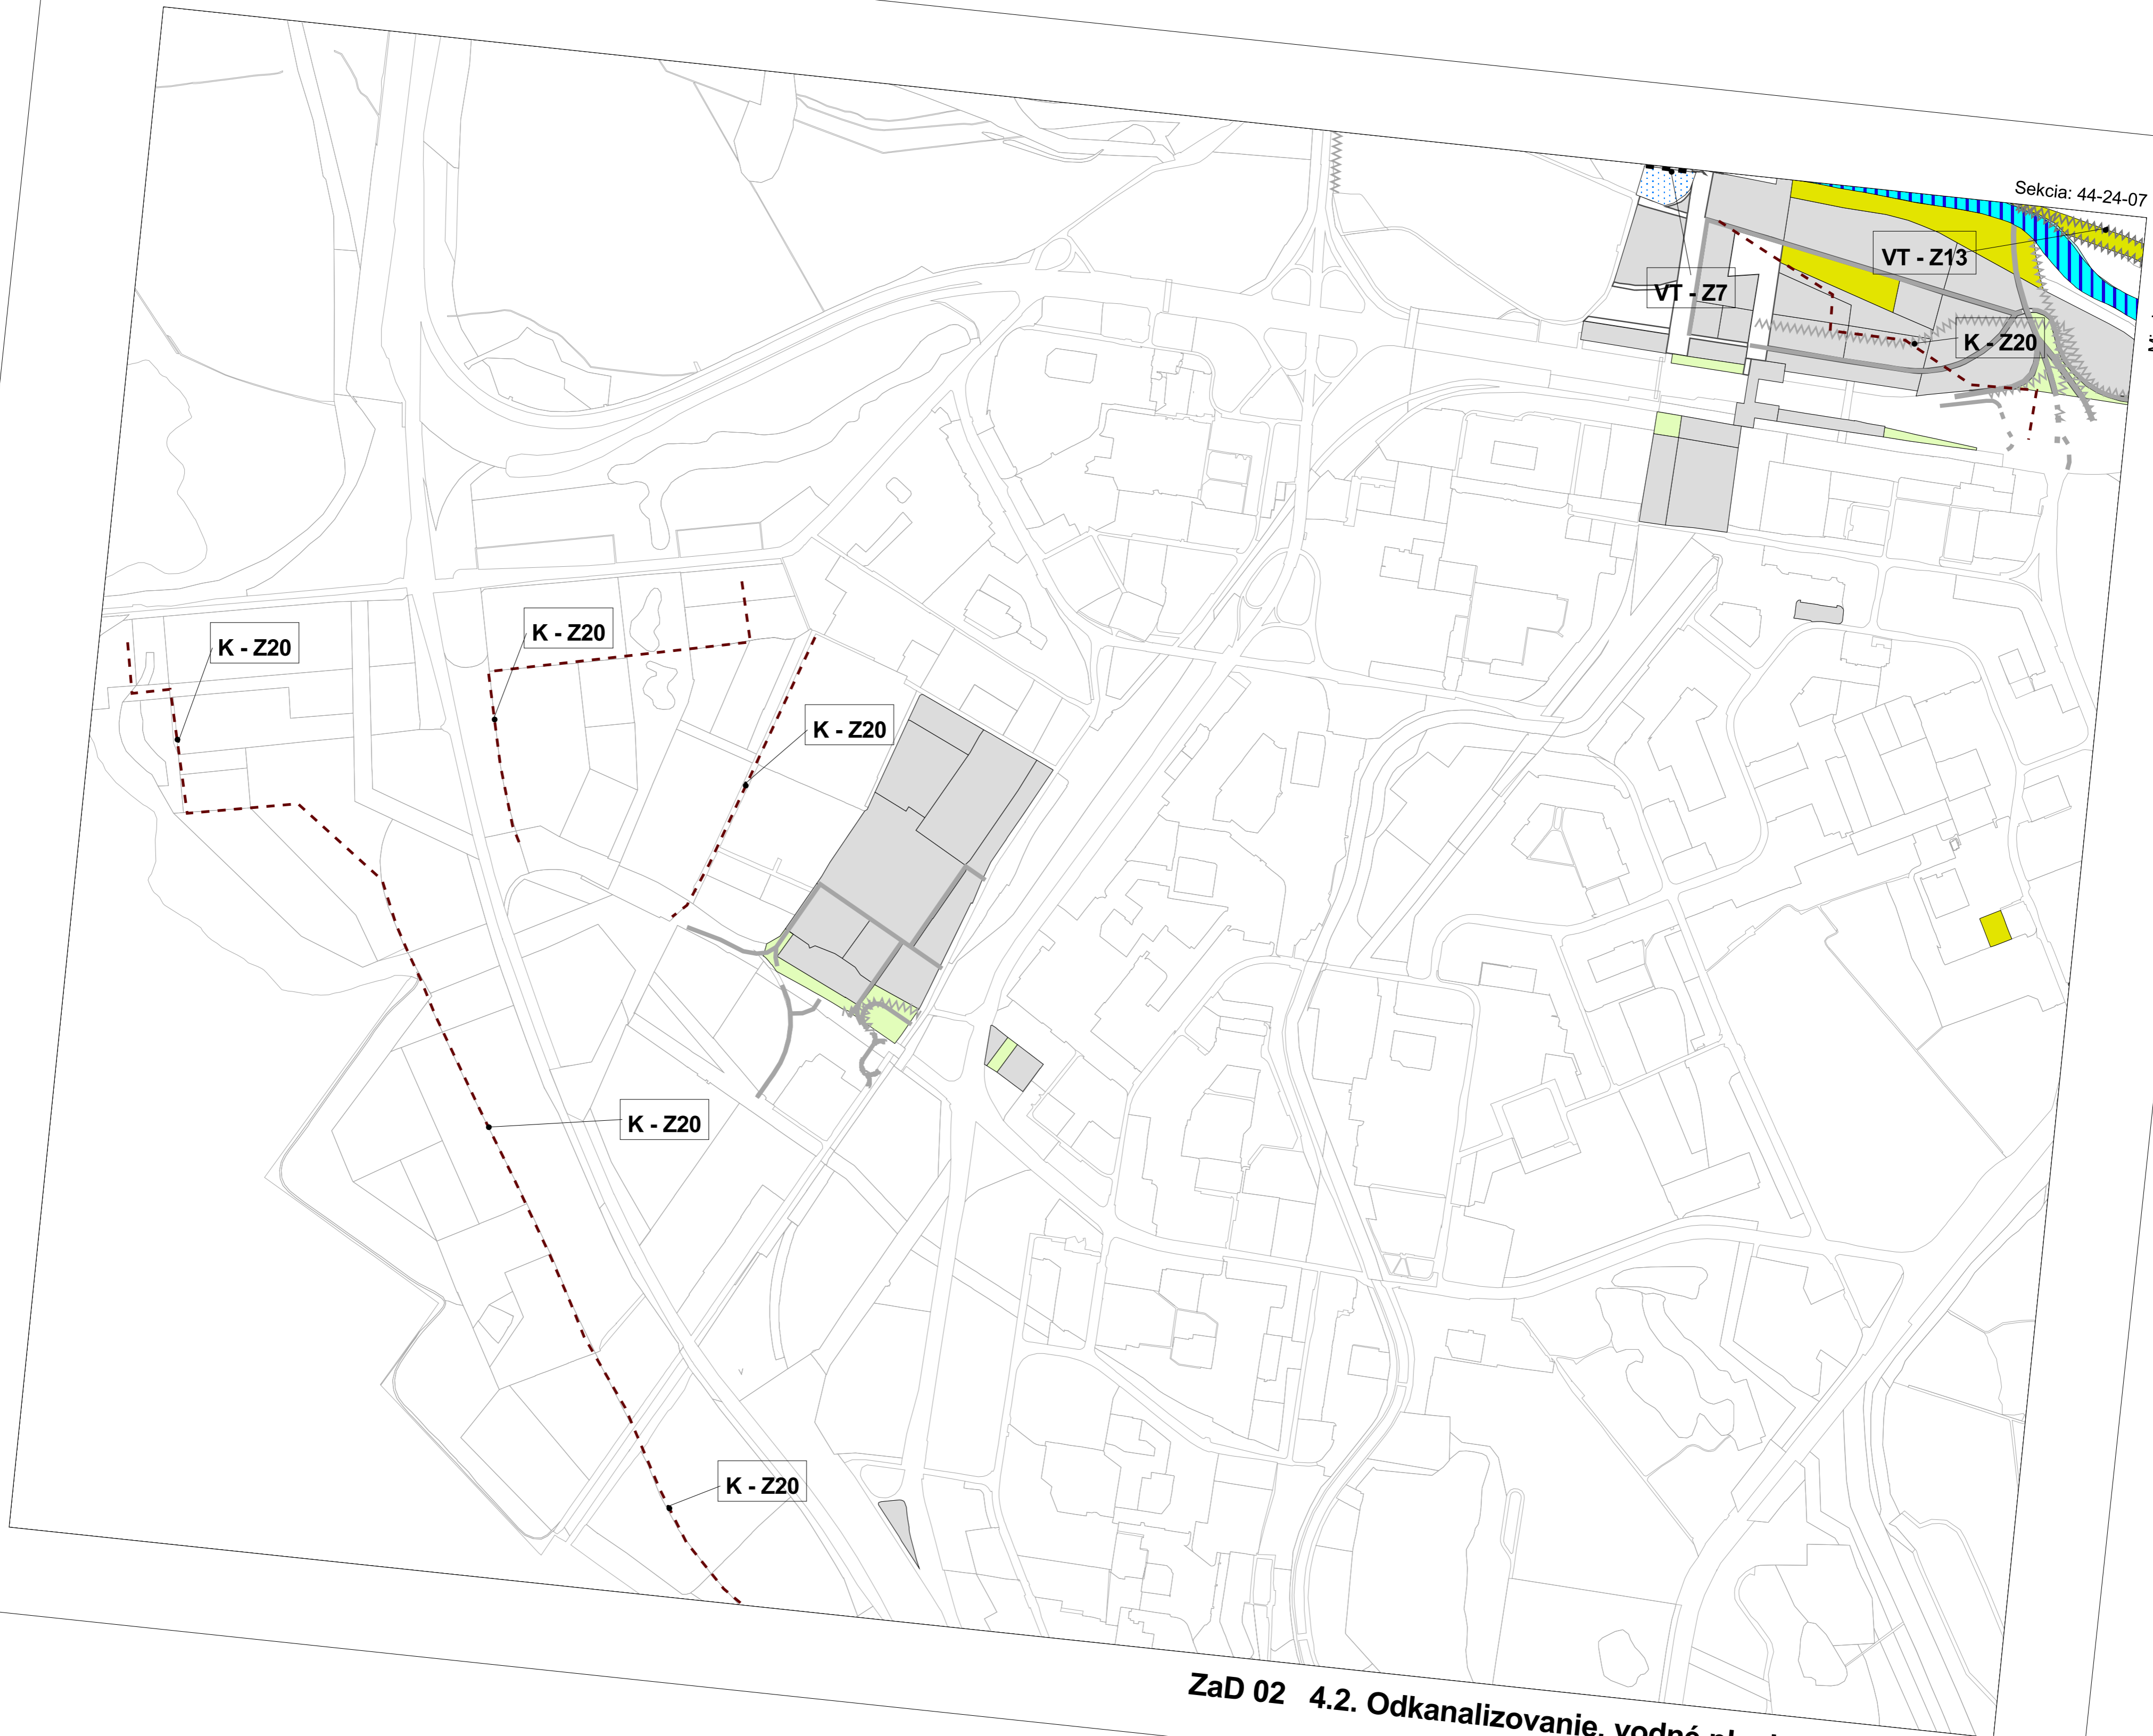 Sekcia: 44-24-07
VT - Z13
VT - Z7
K - Z20
K - Z20
K - Z20
K - Z20
K - Z20
K - Z20
ZaD 02 4.2. Odkanalizovanie, vodné